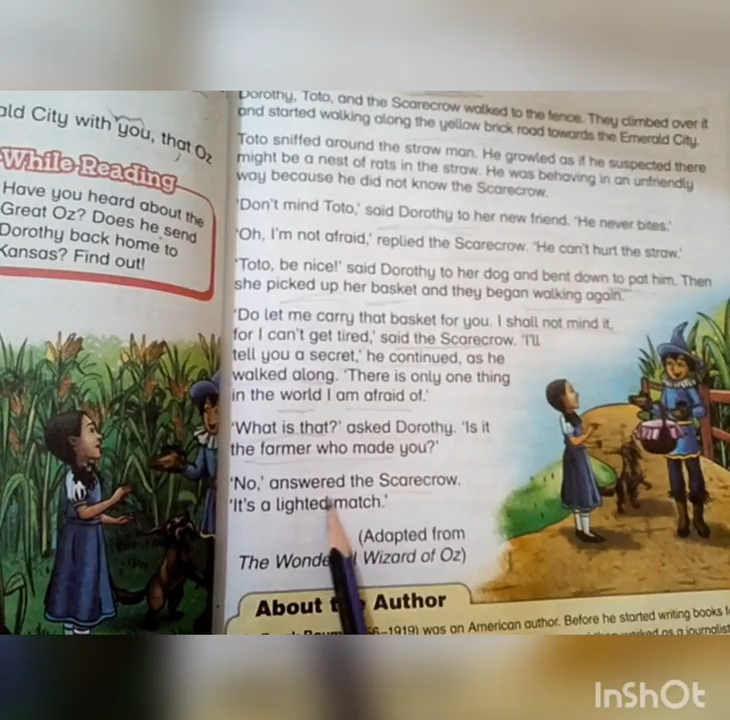 ald City with you, that Oz
While-Reading
Have you heard about the
Great Oz? Does he send
Dorothy back home to
Kansas? Find out!
Dorothy, Toto, and the Scarecrow walked to the fence. They climbed over it
and started walking along the yellow brick road towards the Emerald City.
Toto sniffed around the straw man. He growled as if he suspected there
might be a nest of rats in the straw. He was behaving in an unfriendly
way because he did not know the Scarecrow.
'Don't mind Toto,' said Dorothy to her new friend. 'He never bites.'
'Oh, I'm not afraid,' replied the Scarecrow. 'He can't hurt the straw.'
'Toto, be nice!' said Dorothy to her dog and bent down to pat him. Then
she picked up her basket and they began walking again.
'Do let me carry that basket for you. I shall not mind it,
for I can't get tired,' said the Scarecrow. 'I'll
tell you a secret,' he continued, as he
walked along. 'There is only one thing
in the world I am afraid of.'
'What is that?' asked Dorothy. 'Is it
the farmer who made you?'
'No,' answered the Scarecrow.
'It's a lighted match.'
(Adapted from
The Wonde l Wizard of Oz)
About t Author
6–1919) was an American author. Before he started writing books
as a journalist
InShOt